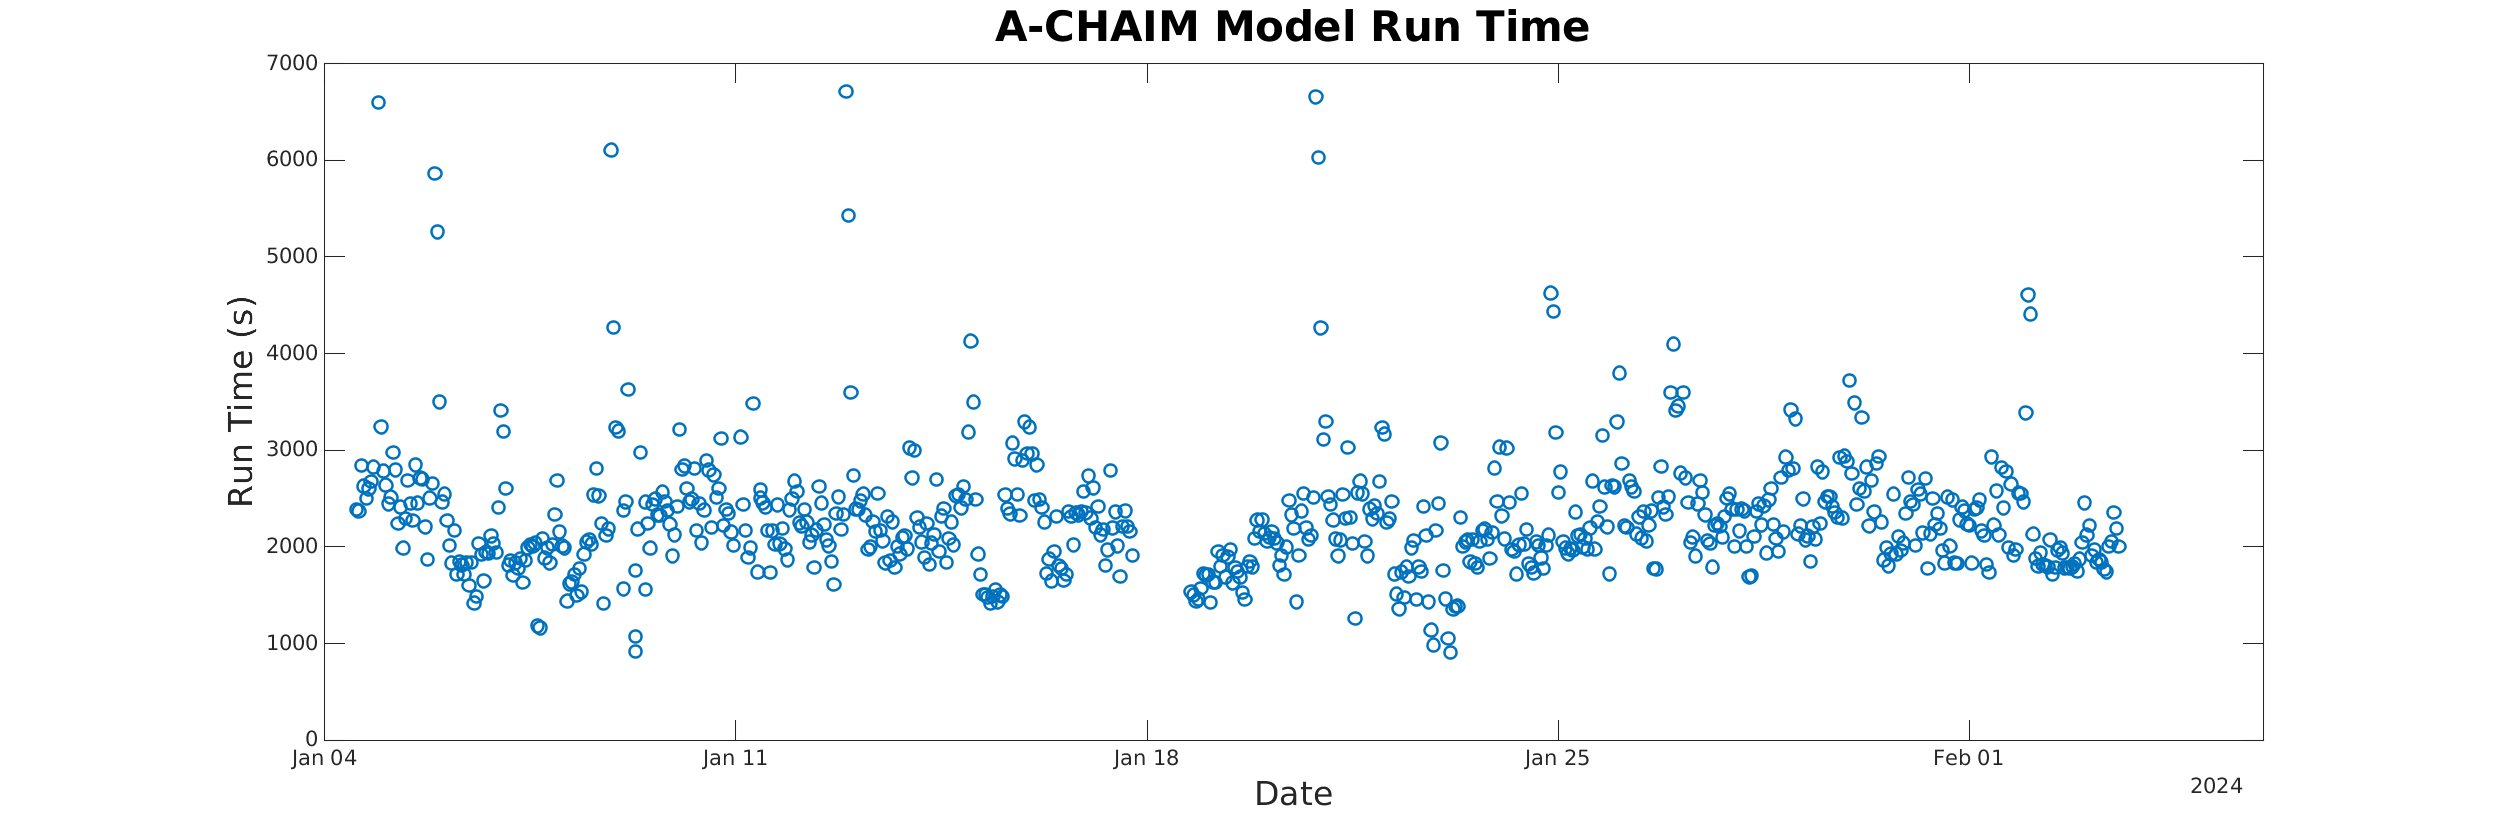 A-CHAIM Model Run Time
Run Time (s)
7000
6000
5000
4000
3000
2000
1000
0
Jan 04 Jan 11 Jan 18 Jan 25 Feb 01
2024
Date